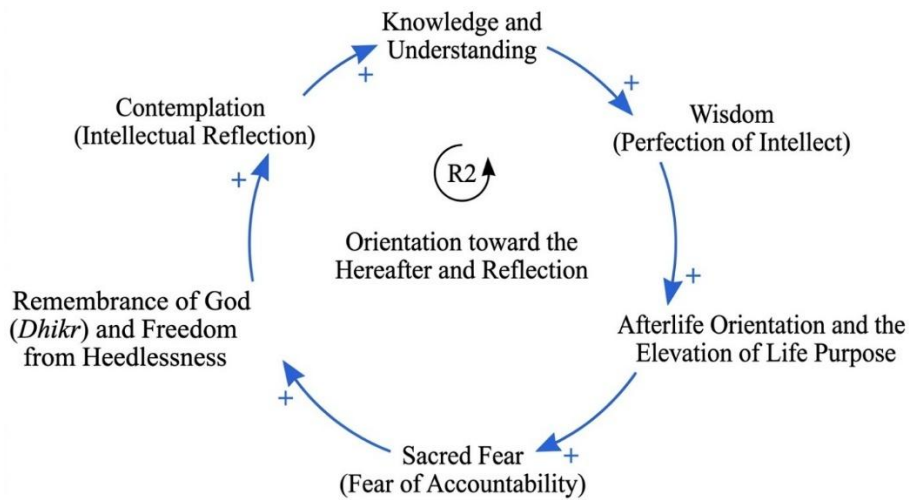 Knowledge and
Understanding
+
+
Contemplation
(Intellectual Reflection)
Wisdom
(Perfection of Intellect)
+
R2
Orientation toward the
Hereafter and Reflection
+
Remembrance of God
(Dhikr) and Freedom
from Heedlessness
Afterlife Orientation and the
Elevation of Life Purpose
+
+
Sacred Fear
(Fear of Accountability)